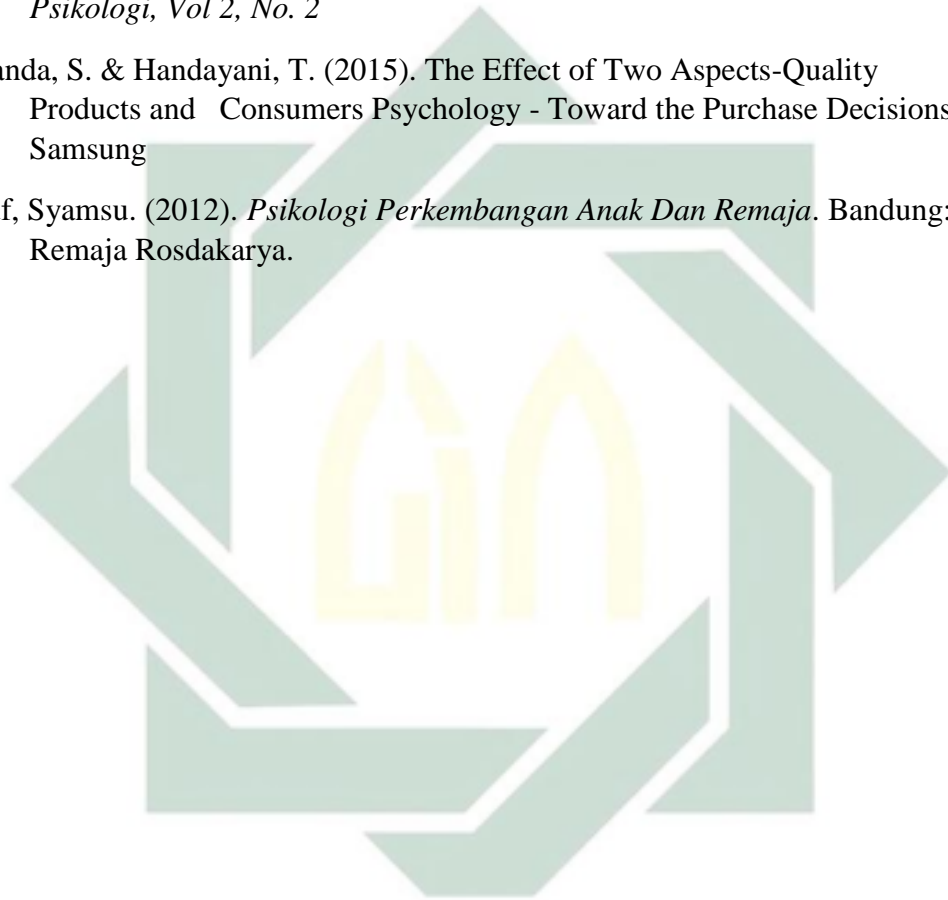 Psikologi, Vol 2, No. 2
anda, S. & Handayani, T. (2015). The Effect of Two Aspects-Quality
Products and Consumers Psychology - Toward the Purchase Decisions
Samsung
f, Syamsu. (2012). Psikologi Perkembangan Anak Dan Remaja. Bandung:
Remaja Rosdakarya.